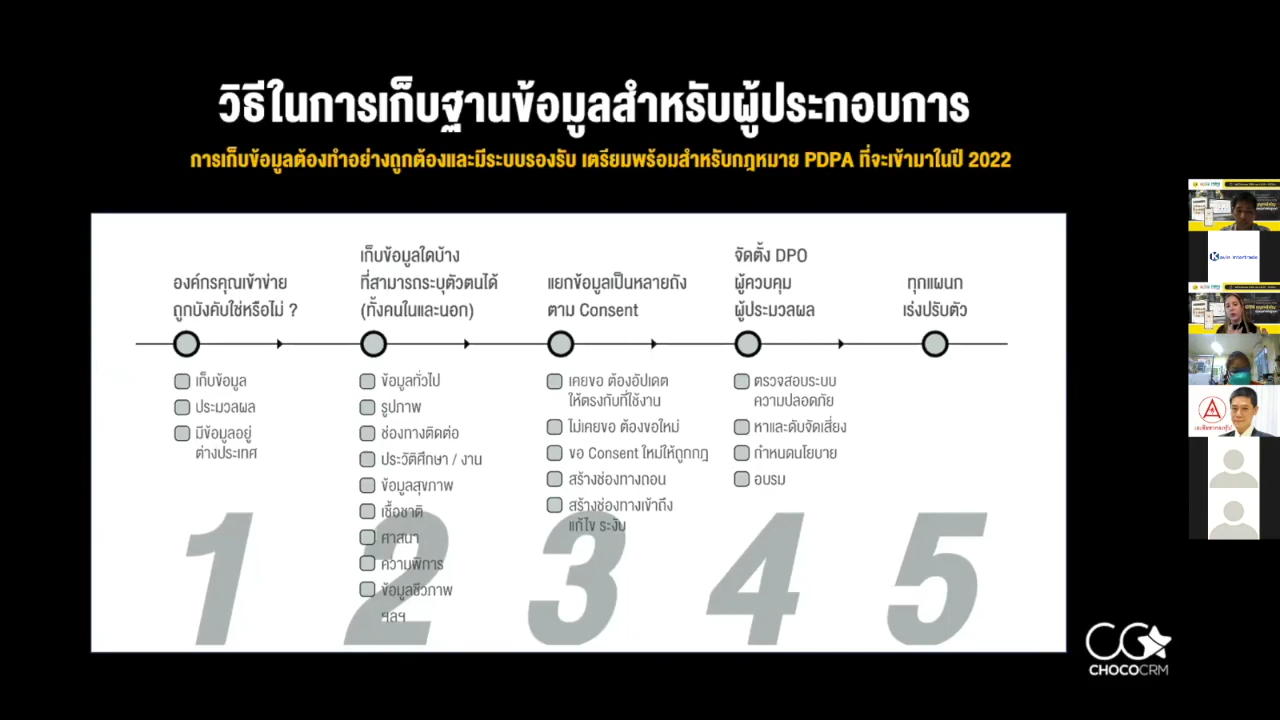 วิธีในการเก็บฐานข้อมูลสำหรับผู้ประกอบการ
การเก็บข้อมูลต้องทำอย่างถูกต้องและมีระบบรองรับ เตรียมพร้อมสำหรับกฎหมาย PDPA ที่จะเข้ามาในปี 2022
องค์กรคุณเข้าข่าย
ถูกบังคับใช่หรือไม่ ?
เก็บข้อมูล
ประมวลผล
มีข้อมูลอยู่
ต่างประเทศ
1
เก็บข้อมูลใดบ้าง
ที่สามารถระบุตัวตนได้
(ทั้งคนในและนอก)
ข้อมูลทั่วไป
รูปภาพ
ช่องทางติดต่อ
ประวัติศึกษา / งาน
ข้อมูลสุขภาพ
เชื้อชาติ
ศาสนา
ความพิการ
ข้อมูลชีวภาพ
ฯลฯ
2
แยกข้อมูลเป็นหลายถัง
ตาม Consent
เคยขอ ต้องอัปเดต
ให้ตรงกับที่ใช้งาน
ไม่เคยขอ ต้องขอใหม่
ขอ Consent ใหม่ให้ถูกกฎ
สร้างช่องทางถอน
สร้างช่องทางเข้าถึง
แก้ไข ระงับ
3
จัดตั้ง DPO
ผู้ควบคุม
ผู้ประมวลผล
ตรวจสอบระบบ
ความปลอดภัย
หาและดับจัดเสี่ยง
กำหนดนโยบาย
อบรม
4
ทุกแผนก
เร่งปรับตัว
5
CHOCOCRM
Kevin Intertrade